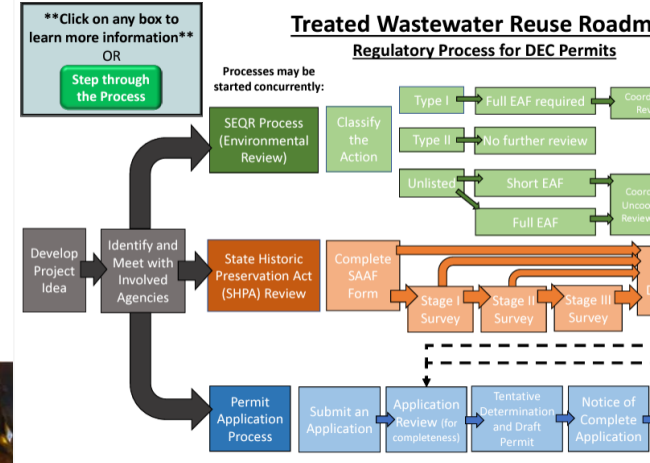 **Click on any box to
learn more information**
OR
Step through
the Process
Treated Wastewater Reuse
Regulatory Process for DEC Permits
Processes may be
started concurrently:
SEQR Process
(Environmental
Review)
Classify
the
Action
Type I
Full EAF required
Type II
No further review
Unlisted
Short EAF
Full EAF
Review
Develop
Project
Idea
Identify and
Meet with
Involved
Agencies
State Historic
Preservation Act
(SHPA) Review
Complete
SAAF
Form
Stage I
Survey
Stage II
Survey
Stage III
Survey
Permit
Application
Process
Submit an
Application
Application
Review (for
completeness)
Tentative
Determination
and Draft
Permit
Notice of
Complete
Application